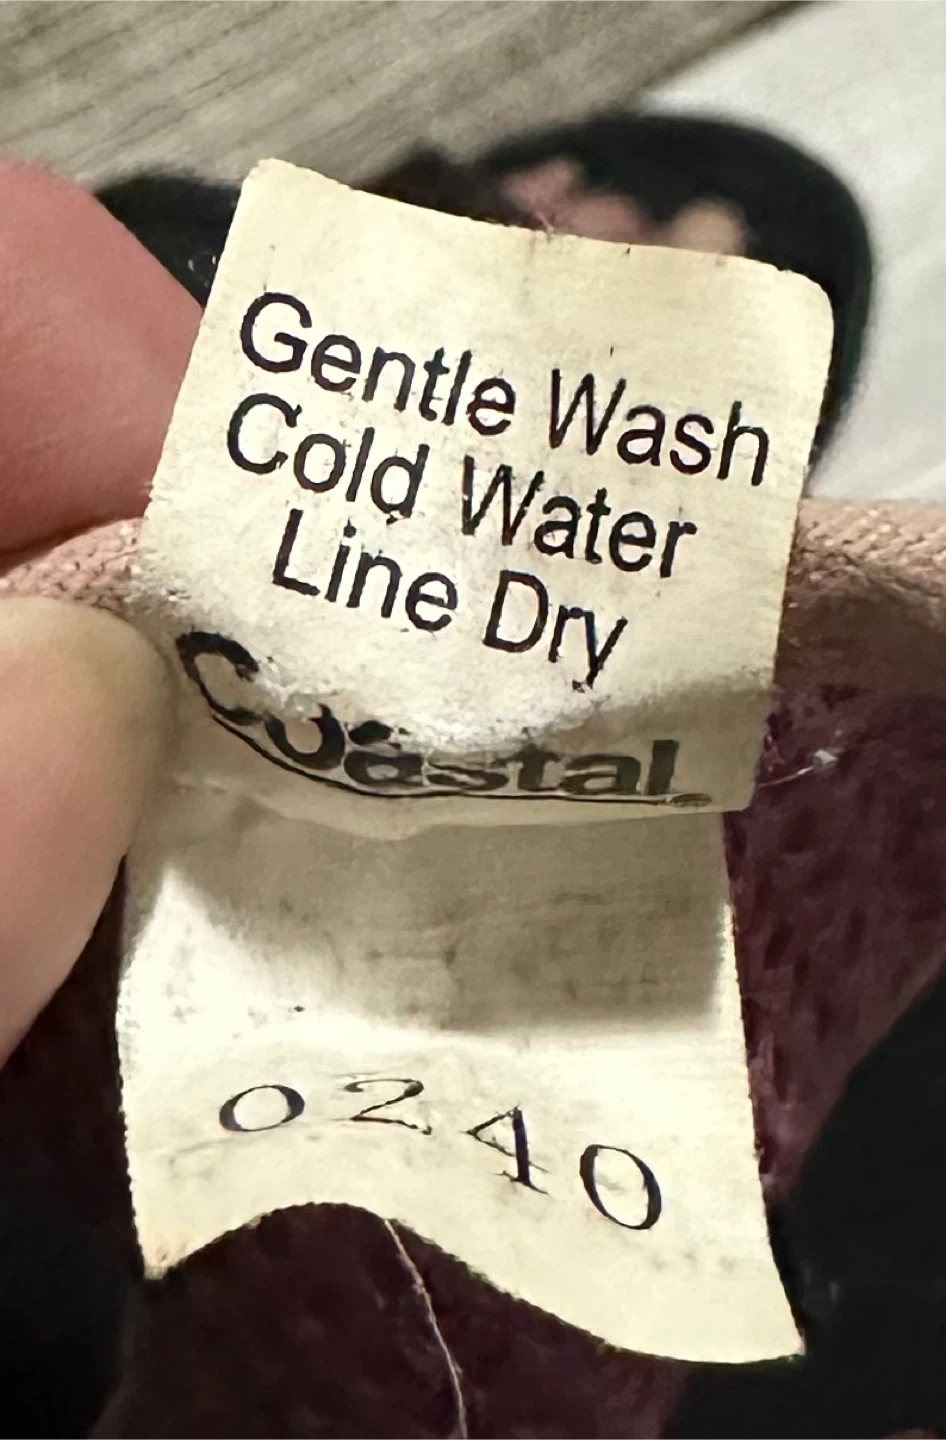 Gentle Wash
Cold Water
Line Dry
Coastal
0240